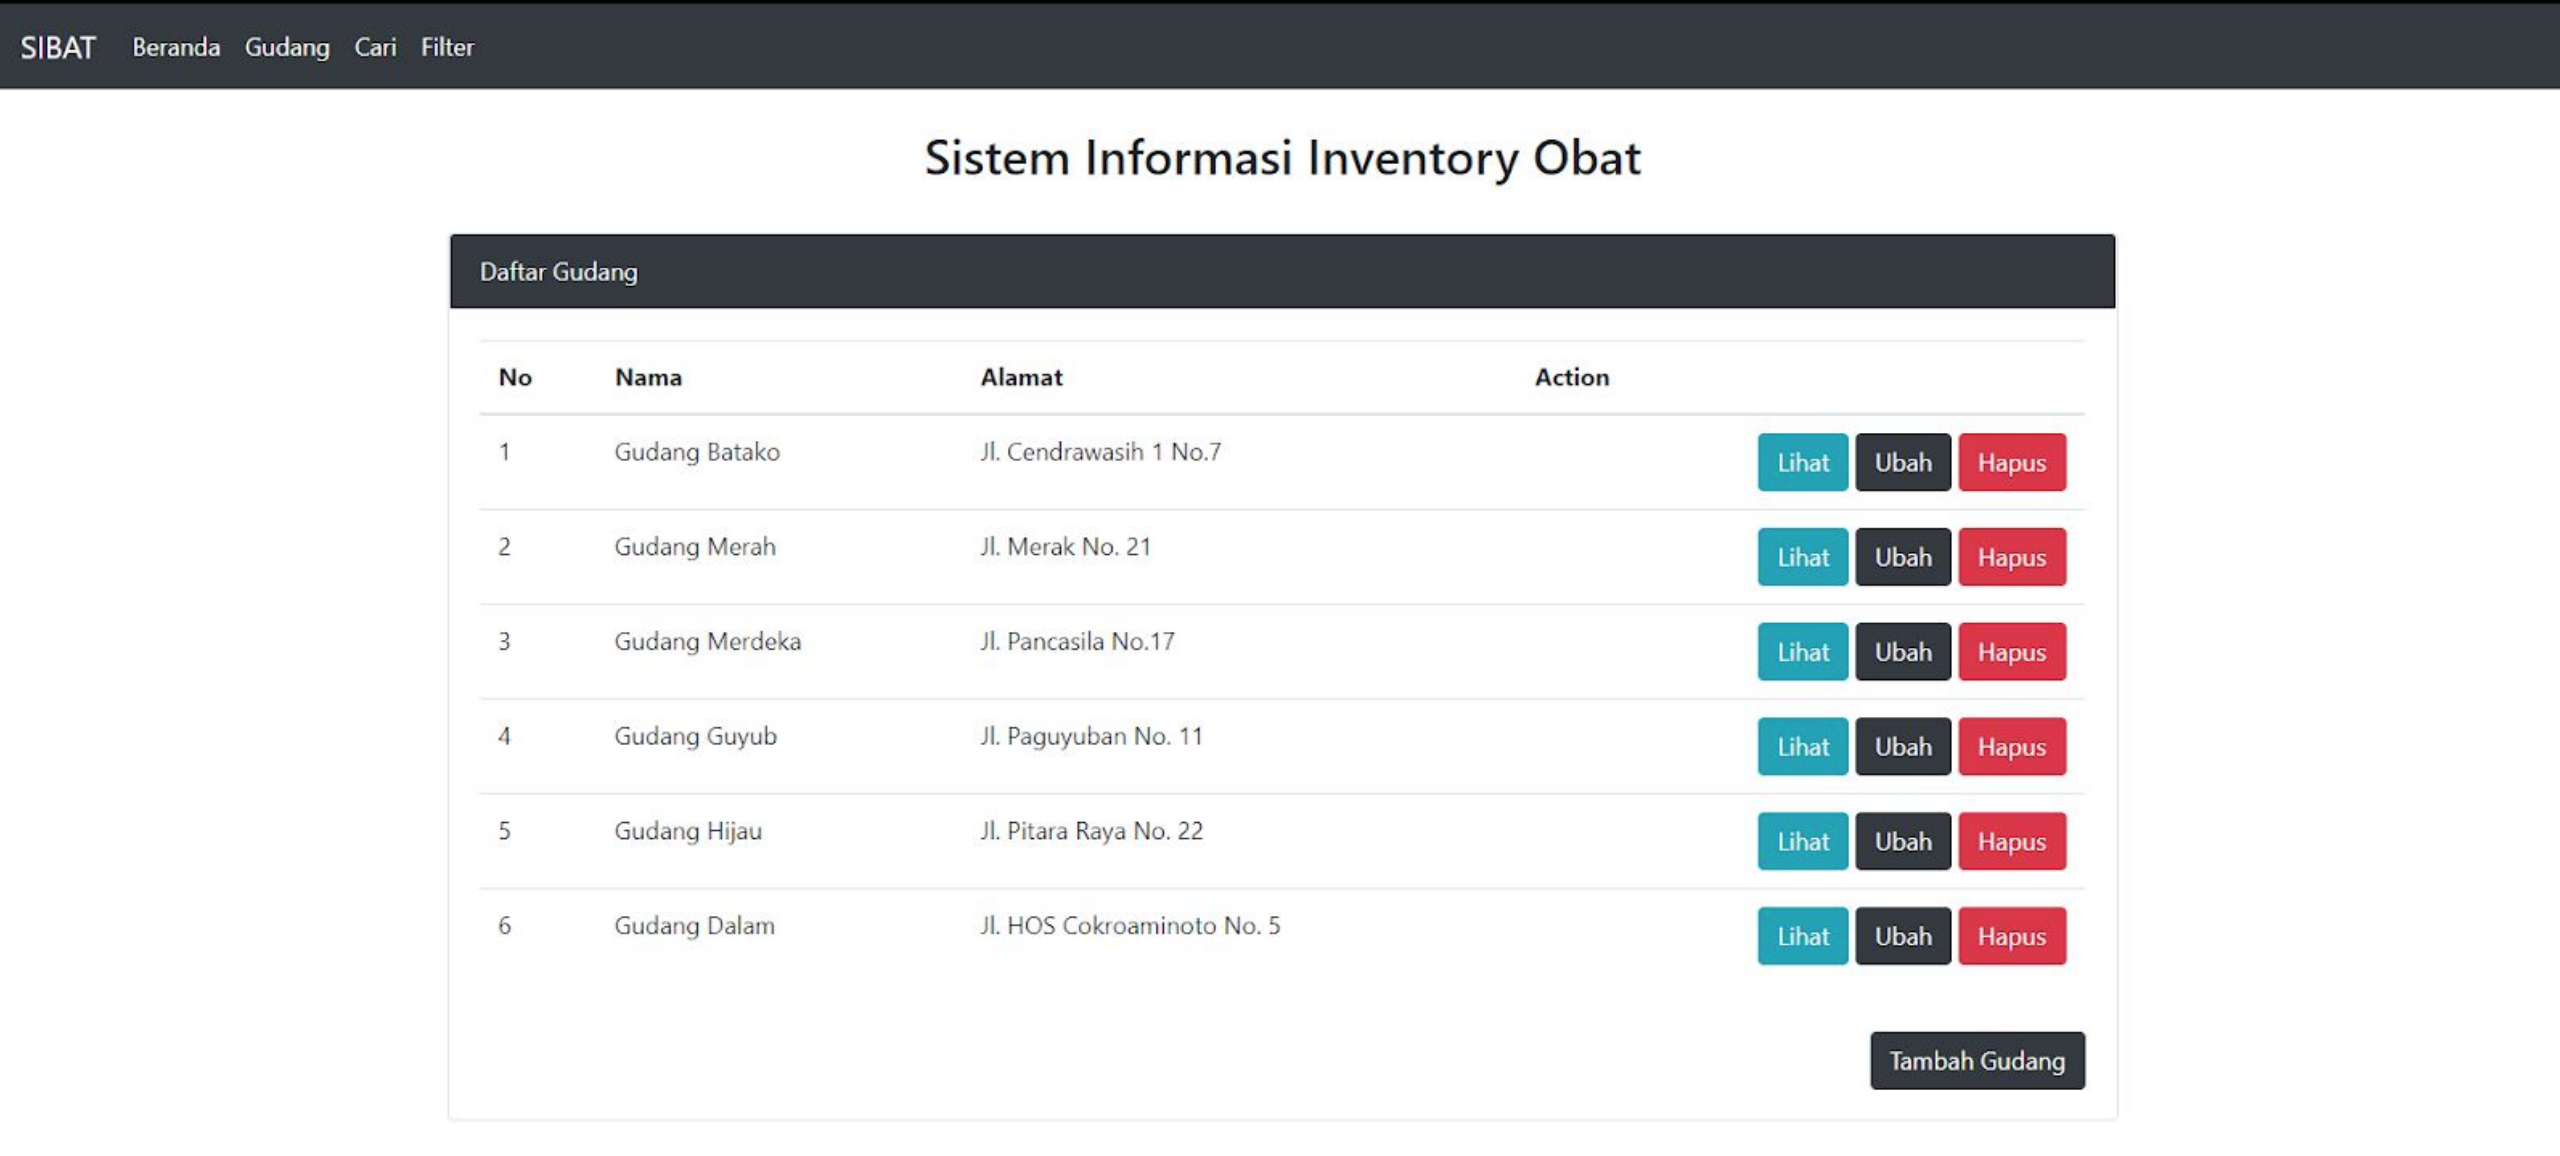 SIBAT Beranda Gudang Cari Filter
Sistem Informasi Inventory Obat
Daftar Gudang
No Nama Alamat Action
1 Gudang Batako Jl. Cendrawasih 1 No.7 Lihat Ubah Hapus
2 Gudang Merah Jl. Merak No. 21 Lihat Ubah Hapus
3 Gudang Merdeka Jl. Pancasila No.17 Lihat Ubah Hapus
4 Gudang Guyub Jl. Paguyuban No. 11 Lihat Ubah Hapus
5 Gudang Hijau Jl. Pitara Raya No. 22 Lihat Ubah Hapus
6 Gudang Dalam Jl. HOS Cokroaminoto No. 5 Lihat Ubah Hapus
Tambah Gudang